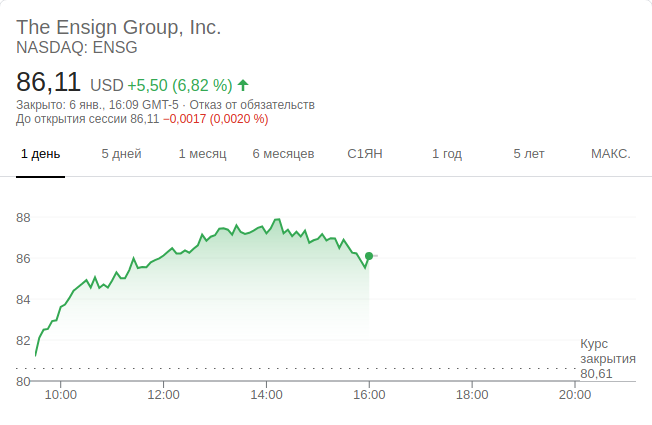 The Ensign Group, Inc.
NASDAQ: ENSG
86,11 USD +5,50 (6,82 %)
Закрыто: 6 янв., 16:09 GMT-5 · Отказ от обязательств
До открытия сессии 86,11 −0,0017 (0,0020 %)
1 день 5 дней 1 месяц 6 месяцев С1ЯН 1 год 5 лет МАКС.
88
86
84
82
Курс
закрытия
80,61
80
10:00 12:00 14:00 16:00 18:00 20:00